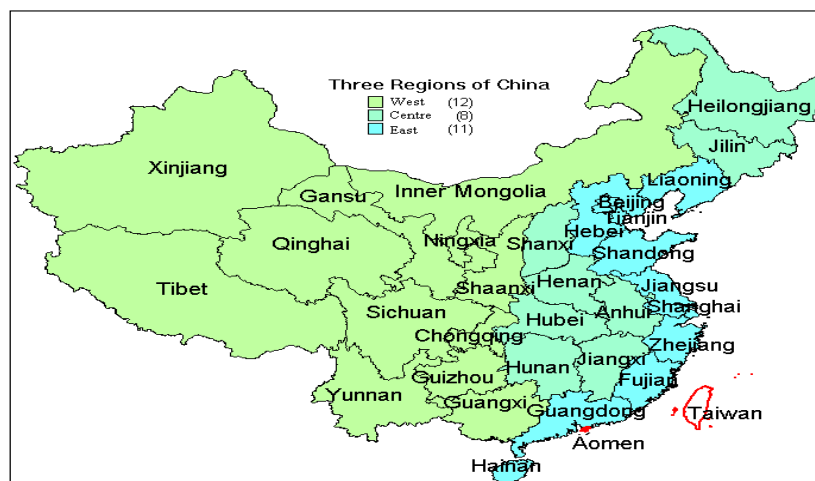 Three Regions of China
West (12)
Centre (8)
East (11)
Heilongjiang
Jilin
Xinjiang
Liaoning
Gansu
Inner Mongolia
Beijing
Tianjin
Hebei
Qinghai
Ningxia
Shanxi
Shandong
Tibet
Shaanxi
Henan
Jiangsu
Sichuan
Shanghai
Hubei
Anhui
Chongqing
Zhejiang
Jiangxi
Hunan
Guizhou
Fujian
Yunnan
Guangxi
Guangdong
Taiwan
Aomen
Hainan